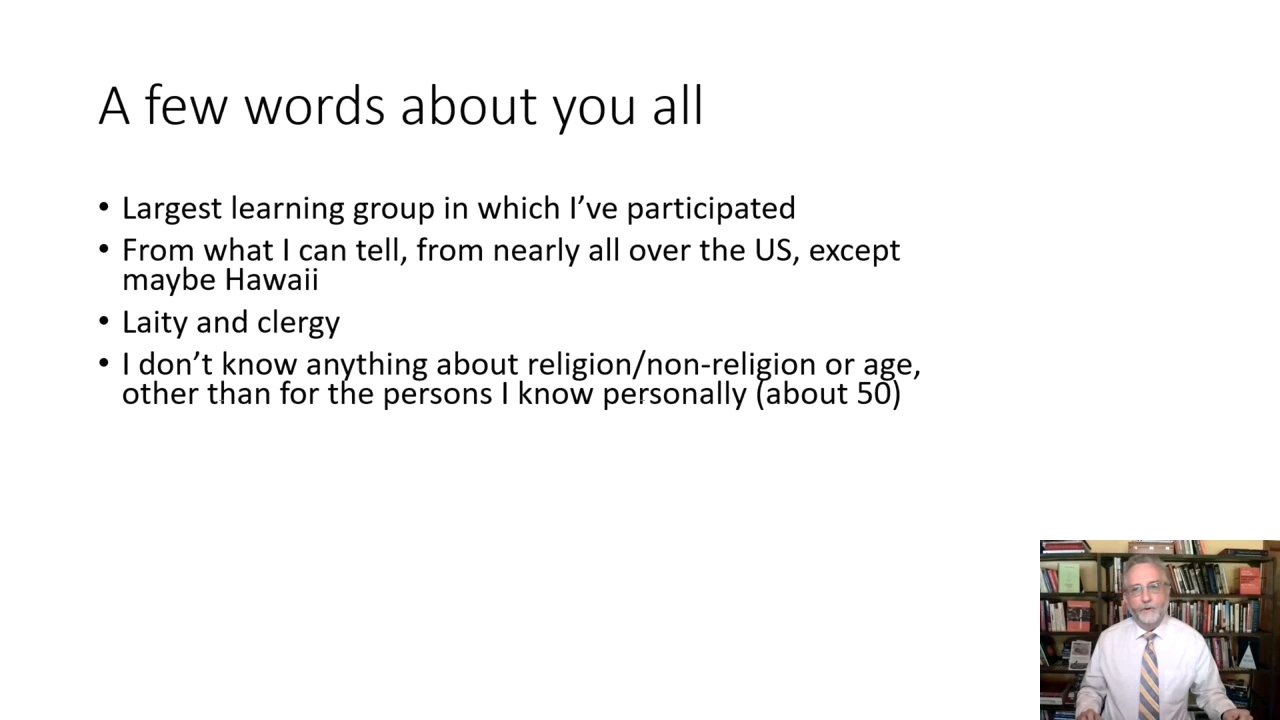 A few words about you all
• Largest learning group in which I’ve participated
• From what I can tell, from nearly all over the US, except
maybe Hawaii
• Laity and clergy
• I don’t know anything about religion/non-religion or age,
other than for the persons I know personally (about 50)